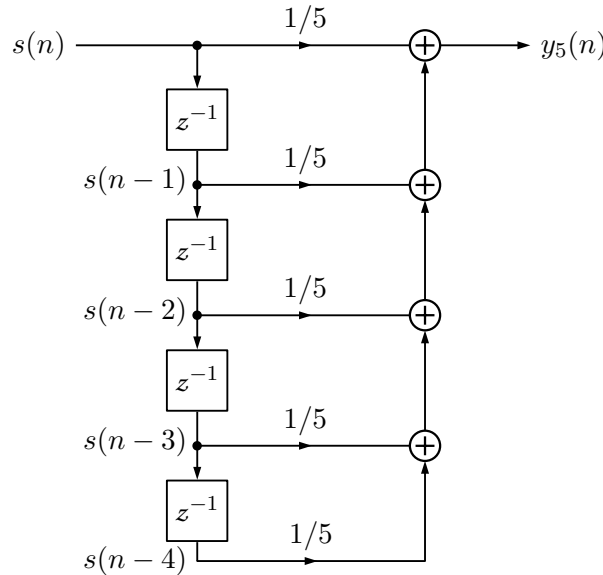 1/5
s(n) + y₅(n)
z⁻¹
1/5
s(n − 1) +
z⁻¹
1/5
s(n − 2) +
z⁻¹
1/5
s(n − 3) +
z⁻¹
1/5
s(n − 4)